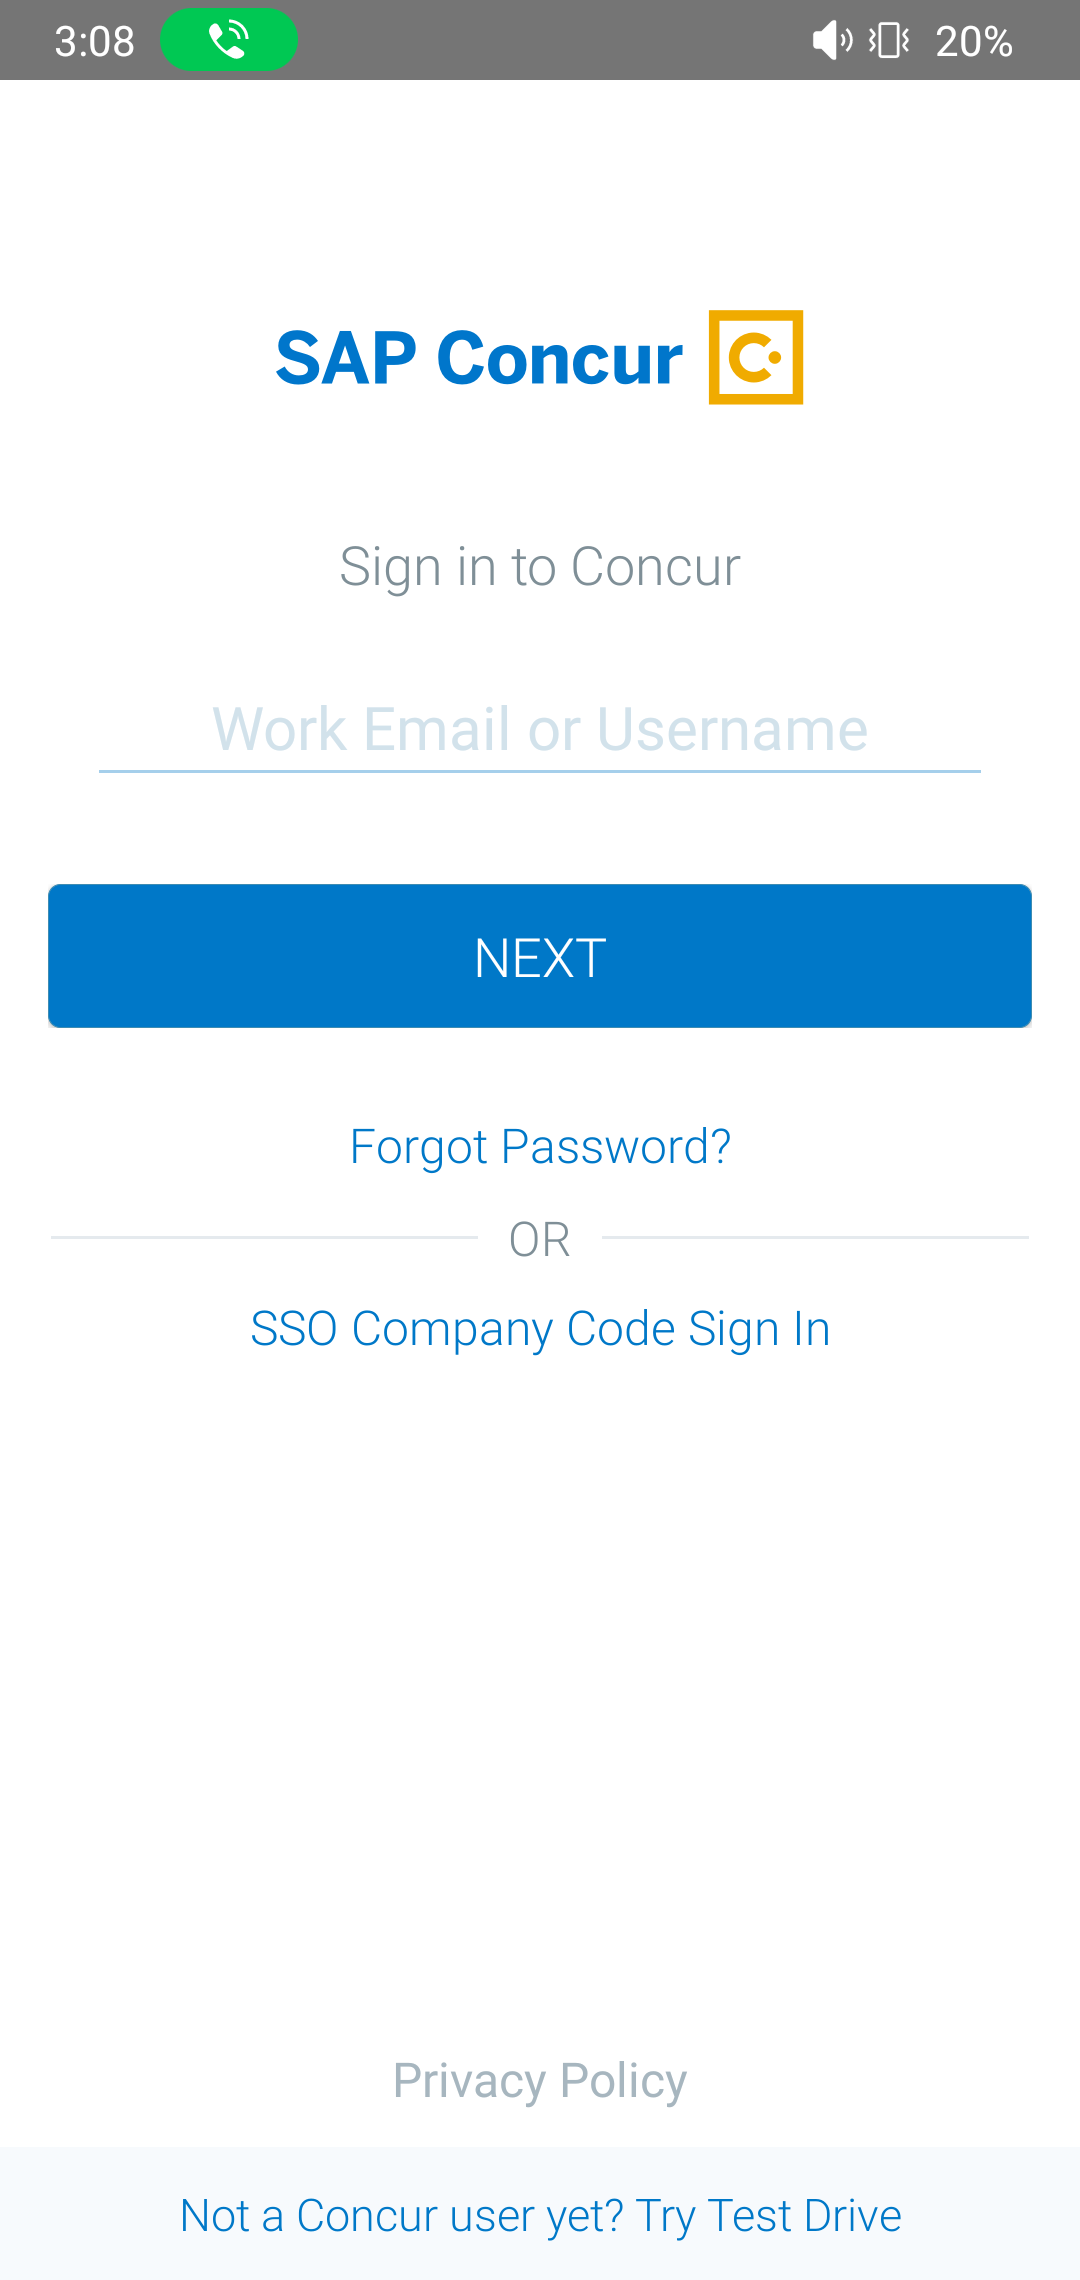 3:08 20%
SAP Concur
Sign in to Concur
Work Email or Username
NEXT
Forgot Password?
OR
SSO Company Code Sign In
Privacy Policy
Not a Concur user yet? Try Test Drive